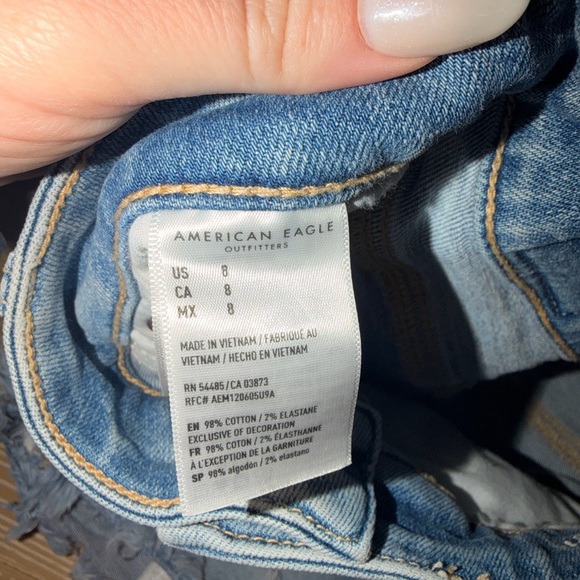 AMERICAN EAGLE
OUTFITTERS
US 8
CA 8
MX 8
MADE IN VIETNAM / FABRIQUÉ AU
VIETNAM / HECHO EN VIETNAM
RN 54485/CA 03873
RFC# AEM120605U9A
EN 98% COTTON / 2% ELASTANE
EXCLUSIVE OF DECORATION
FR 98% COTON / 2% ÉLASTHANNE
À L'EXCEPTION DE LA GARNITURE
SP 98% algodón / 2% elastano